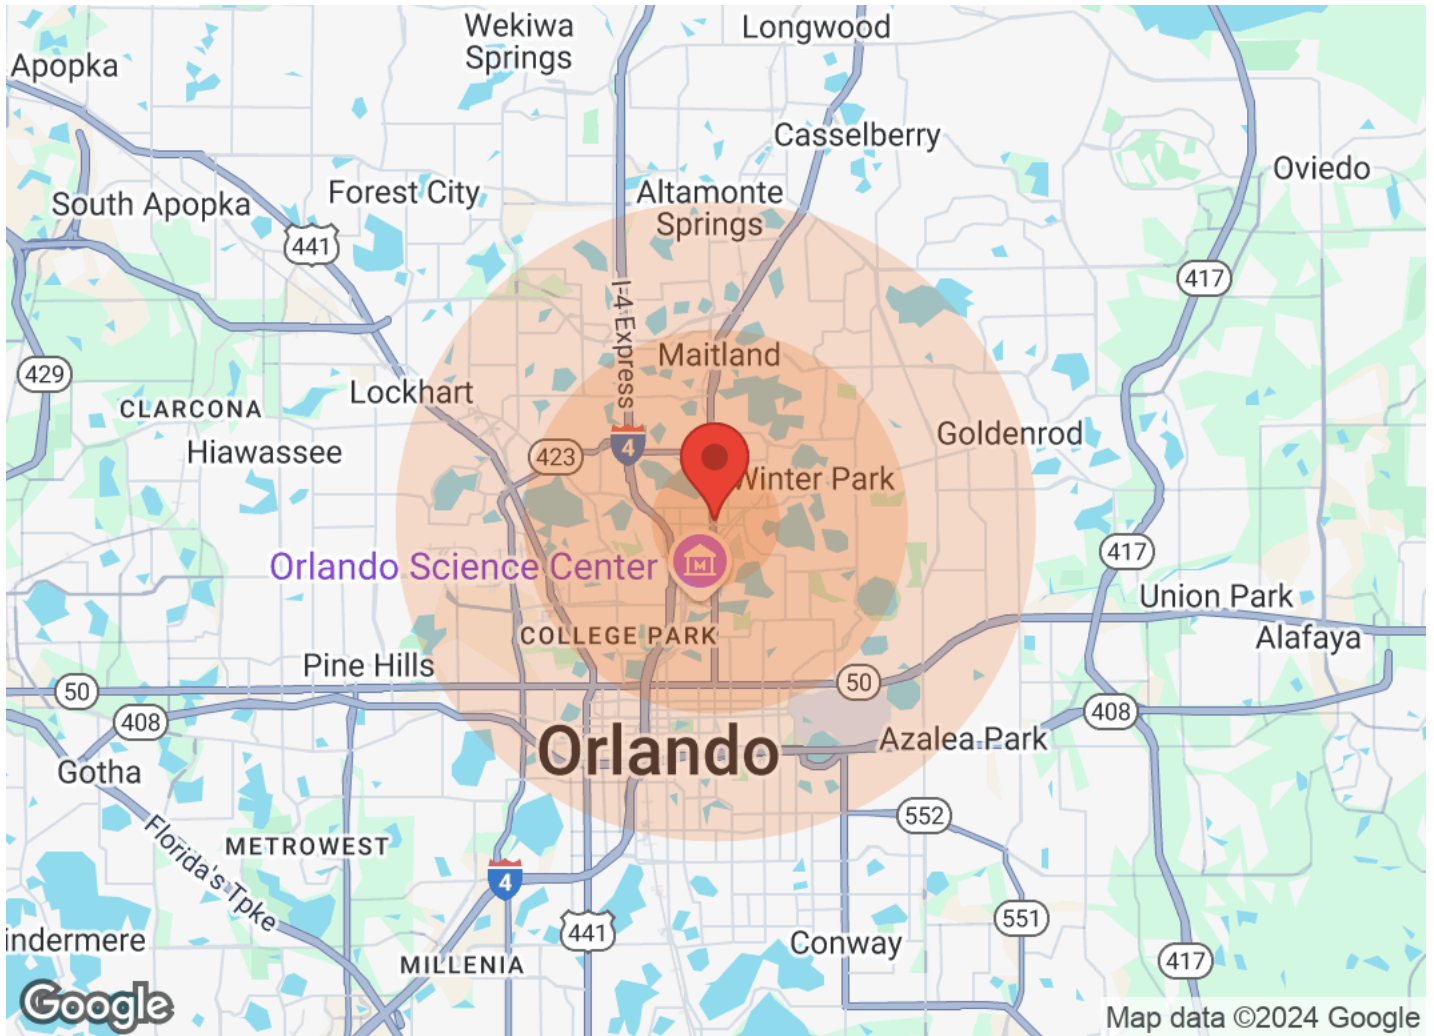 Wekiwa
Springs
Longwood
Apopka
Casselberry
Oviedo
Forest City
Altamonte
Springs
South Apopka
441
417
I-4 Express
Maitland
429
Lockhart
CLARCONA
Goldenrod
Hiawassee
423
4
Winter Park
417
Orlando Science Center
M
Union Park
COLLEGE PARK
Alafaya
Pine Hills
50
50
408
408
Orlando
Azalea Park
Gotha
552
Florida's Tpke
METROWEST
4
551
441
indermere
Conway
MILLENIA
417
Google
Map data ©2024 Google